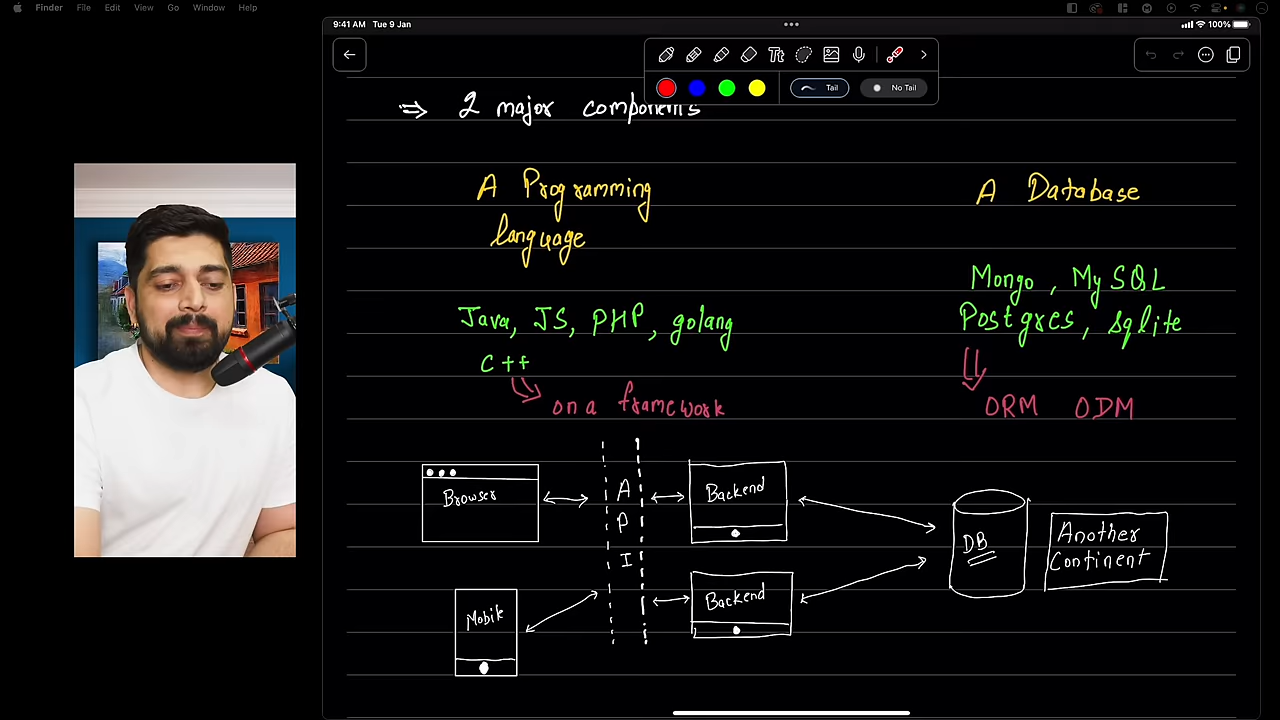 Finder File Edit View Go Window Help
9:41 AM Tue 9 Jan
100%
Tt
Tail
No Tail
⇒ 2 major components
A Programming
language
A Database
Java, JS, PHP, golang
C++
on a framework
Mongo, MySQL
Postgres, sqlite
ORM ODM
Browser
API
Backend
DB
Another
Continent
Mobile
Backend